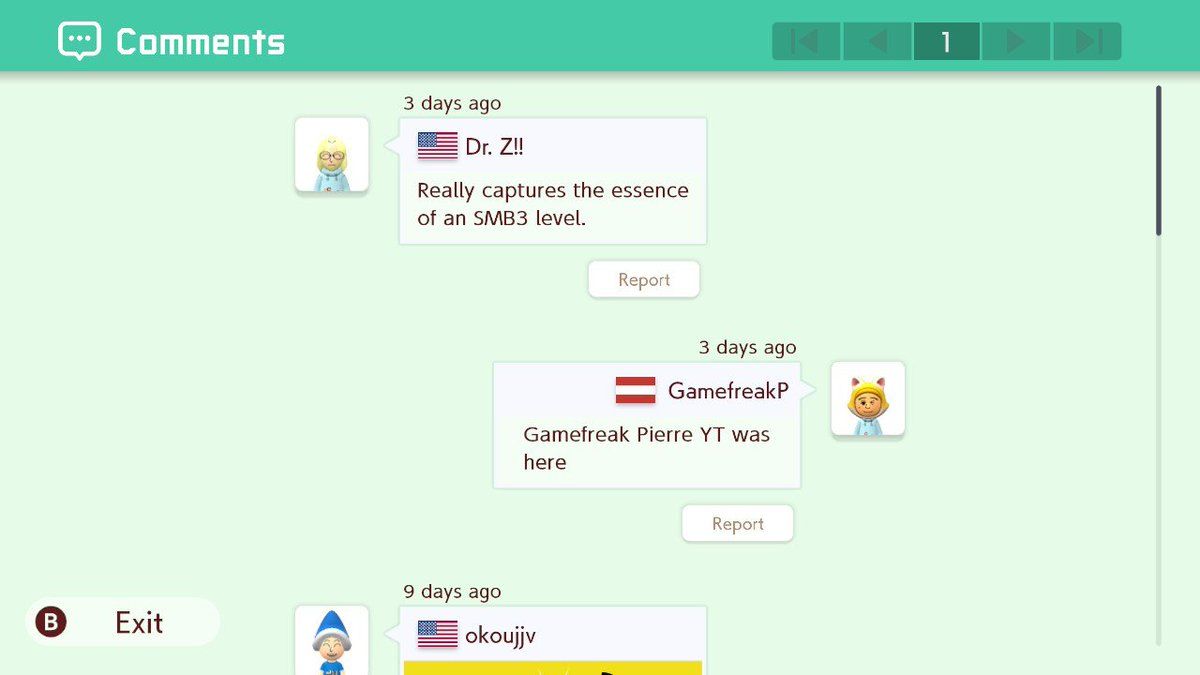 Comments
1
3 days ago
Dr. Z!!
Really captures the essence
of an SMB3 level.
Report
3 days ago
GamefreakP
Gamefreak Pierre YT was
here
Report
9 days ago
okoujjv
B Exit